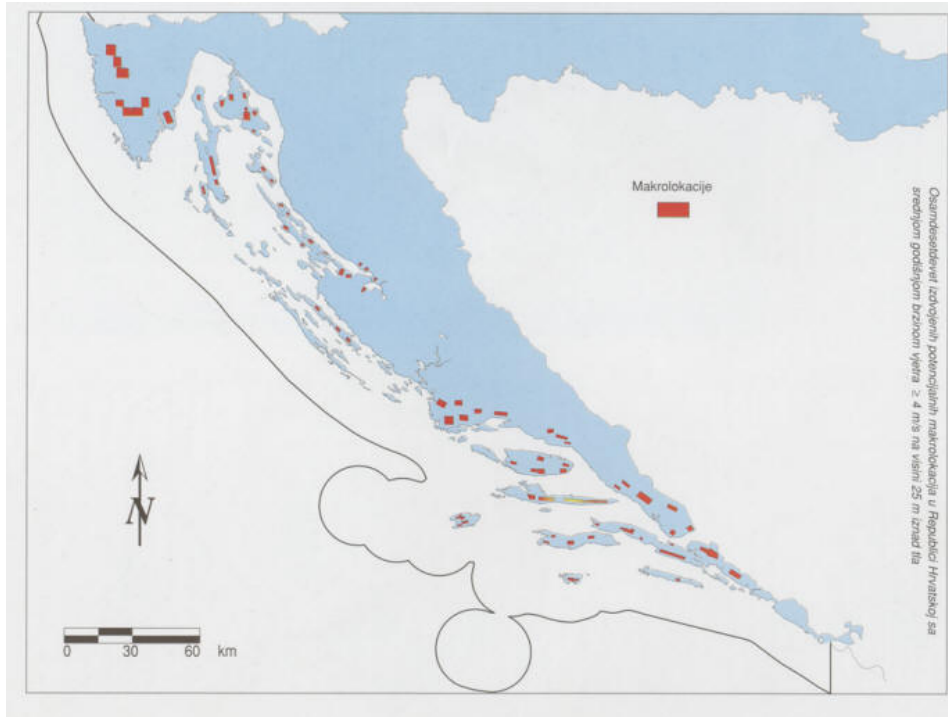 Makrolokacije
Osamdesetdevet izdvojenih potencijalnih makrolokacija u Republici Hrvatskoj sa
srednjom godišnjom brzinom vjetra ≥ 4 m/s na visini 25 m iznad tla
N
0 30 60 km